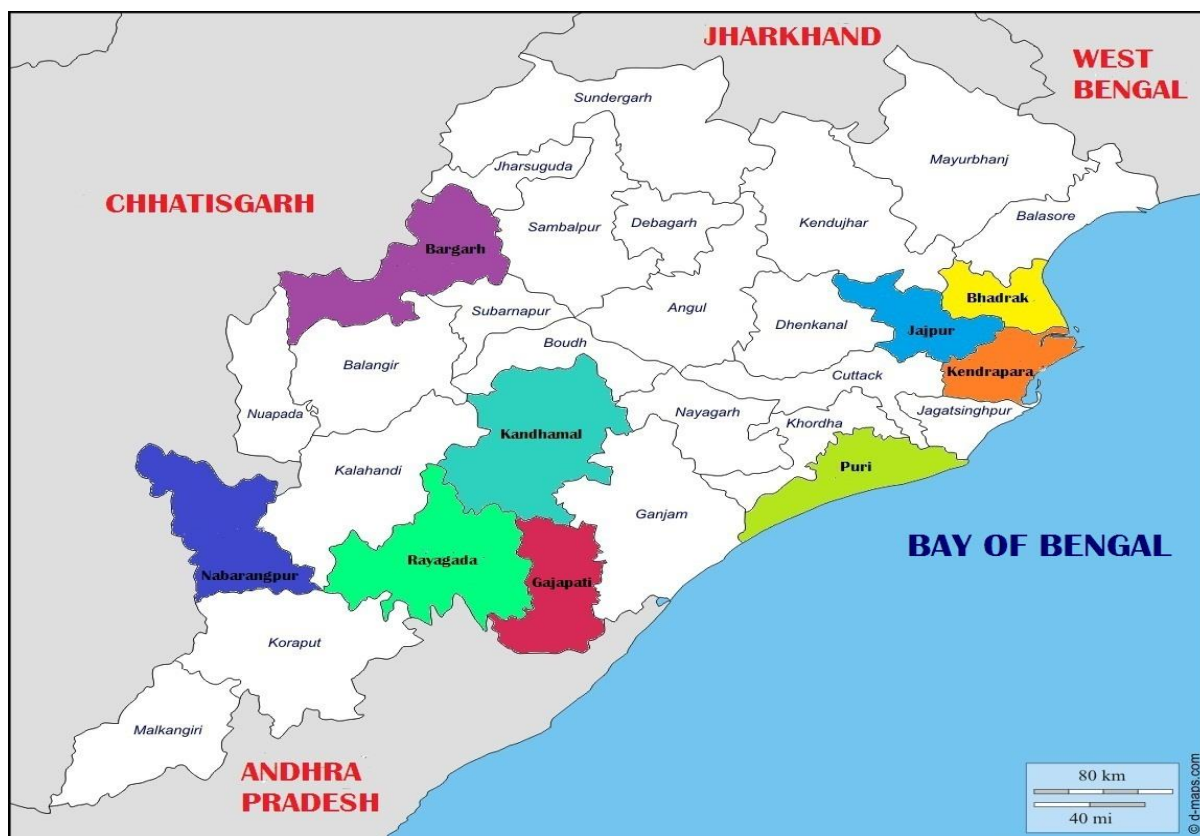 JHARKHAND
WEST
BENGAL
Sundergarh
Mayurbhanj
Jharsuguda
CHHATISGARH
Sambalpur
Debagarh
Kendujhar
Balasore
Bargarh
Bhadrak
Subarnapur
Angul
Dhenkanal
Jajpur
Boudh
Balangir
Cuttack
Kendrapara
Nuapada
Nayagarh
Khordha
Jagatsinghpur
Kandhamal
Kalahandi
Puri
Ganjam
BAY OF BENGAL
Rayagada
Nabarangpur
Gajapati
Koraput
Malkangiri
ANDHRA
PRADESH
80 km
40 mi
© d-maps.com